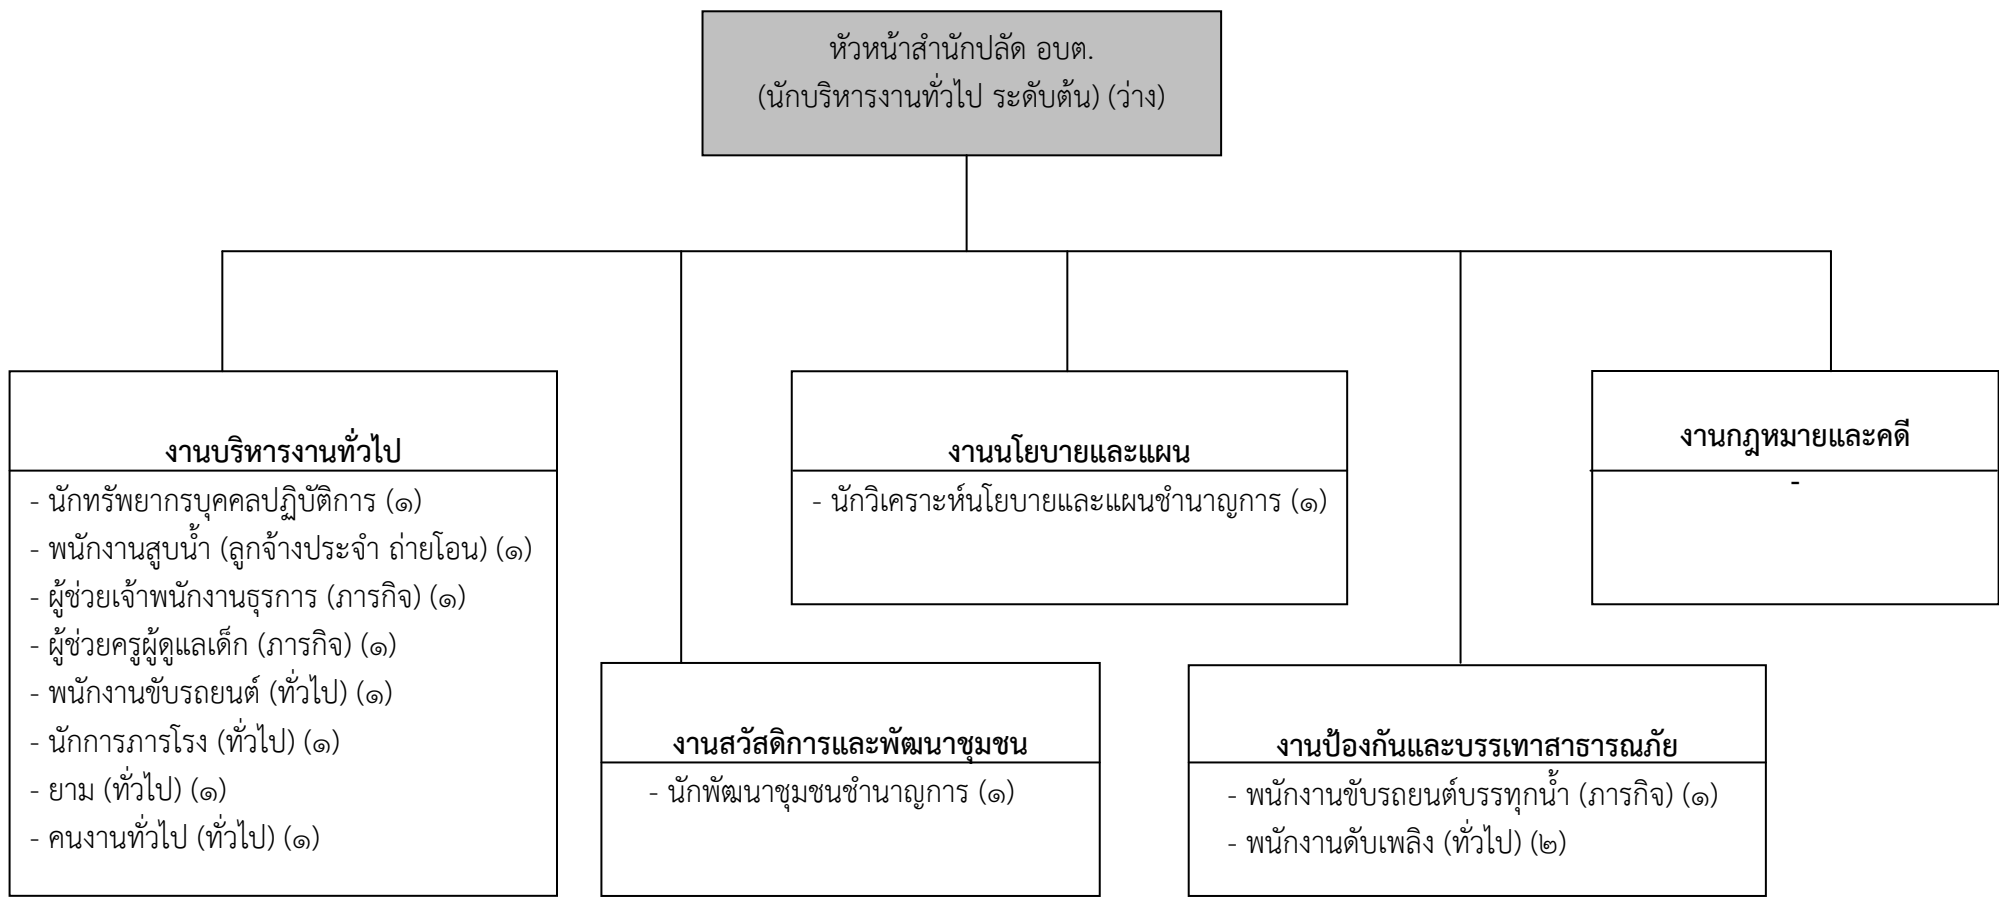 หัวหน้าสำนักปลัด อบต.
(นักบริหารงานทั่วไป ระดับต้น) (ว่าง)
งานบริหารงานทั่วไป
- นักทรัพยากรบุคคลปฏิบัติการ (๑)
- พนักงานสูบน้ำ (ลูกจ้างประจำ ถ่ายโอน) (๑)
- ผู้ช่วยเจ้าพนักงานธุรการ (ภารกิจ) (๑)
- ผู้ช่วยครูผู้ดูแลเด็ก (ภารกิจ) (๑)
- พนักงานขับรถยนต์ (ทั่วไป) (๑)
- นักการภารโรง (ทั่วไป) (๑)
- ยาม (ทั่วไป) (๑)
- คนงานทั่วไป (ทั่วไป) (๑)
งานสวัสดิการและพัฒนาชุมชน
- นักพัฒนาชุมชนชำนาญการ (๑)
งานนโยบายและแผน
- นักวิเคราะห์นโยบายและแผนชำนาญการ (๑)
งานป้องกันและบรรเทาสาธารณภัย
- พนักงานขับรถยนต์บรรทุกน้ำ (ภารกิจ) (๑)
- พนักงานดับเพลิง (ทั่วไป) (๒)
งานกฎหมายและคดี
-